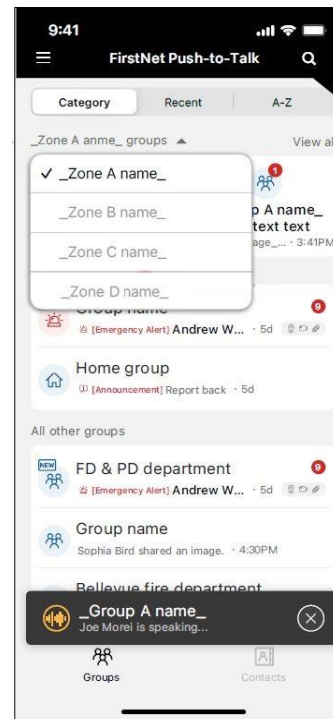 9:41
FirstNet Push-to-Talk
Category Recent A-Z
_Zone A anme_ groups View al
✓ _Zone A name_
_Zone B name_
_Zone C name_
_Zone D name_
1
p A name_
text text
age_... · 3:41PM
Group name 9
[Emergency Alert] Andrew W... · 5d
Home group
[Announcement] Report back · 5d
All other groups
NEW
FD & PD department 9
[Emergency Alert] Andrew W... · 5d
Group name
Sophia Bird shared an image. · 4:30PM
Bellevue fire department
_Group A name_
Joe Morei is speaking...
Groups Contacts